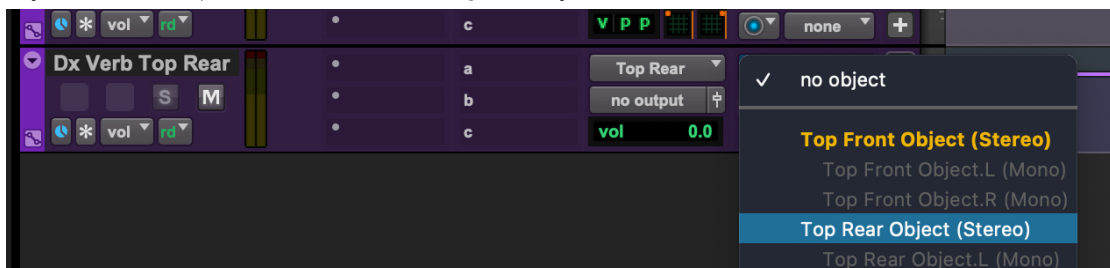 vol rd c v p p none +
Dx Verb Top Rear a Top Rear ✓ no object
S M b no output
vol rd c vol 0.0 Top Front Object (Stereo)
Top Front Object.L (Mono)
Top Front Object.R (Mono)
Top Rear Object (Stereo)
Top Rear Object.L (Mono)